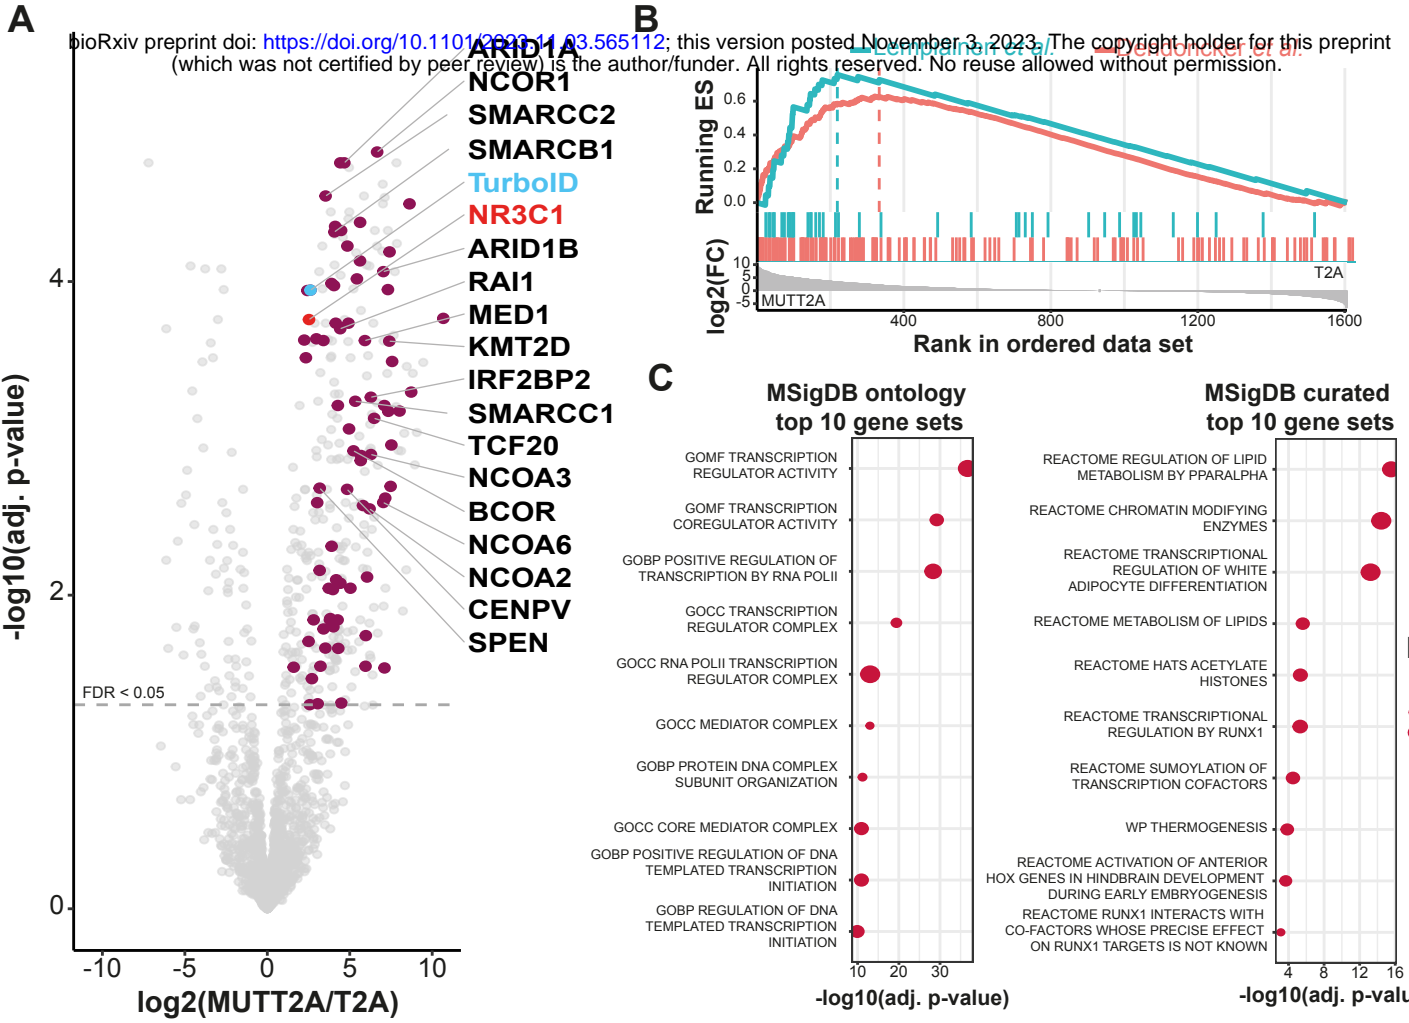 A
B
bioRxiv preprint doi: https://doi.org/10.1101/2023.11.03.565112; this version posted November 3, 2023. The copyright holder for this preprint
(which was not certified by peer review) is the author/funder. All rights reserved. No reuse allowed without permission.
ARID1A
NCOR1
SMARCC2
SMARCB1
TurboID
NR3C1
ARID1B
RAI1
MED1
KMT2D
IRF2BP2
SMARCC1
TCF20
NCOA3
BCOR
NCOA6
NCOA2
CENPV
SPEN
4
2
0
-log10(adj. p-value)
FDR < 0.05
-10
-5
0
5
10
log2(MUTT2A/T2A)
Lempiäinen et al.
Dendoncker et al.
Running ES
0.6
0.4
0.2
0.0
log2(FC)
10
5
0
-5
MUTT2A
T2A
400
800
1200
1600
Rank in ordered data set
C
MSigDB ontology
top 10 gene sets
GOMF TRANSCRIPTION
REGULATOR ACTIVITY
GOMF TRANSCRIPTION
COREGULATOR ACTIVITY
GOBP POSITIVE REGULATION OF
TRANSCRIPTION BY RNA POLII
GOCC TRANSCRIPTION
REGULATOR COMPLEX
GOCC RNA POLII TRANSCRIPTION
REGULATOR COMPLEX
GOCC MEDIATOR COMPLEX
GOBP PROTEIN DNA COMPLEX
SUBUNIT ORGANIZATION
GOCC CORE MEDIATOR COMPLEX
GOBP POSITIVE REGULATION OF DNA
TEMPLATED TRANSCRIPTION
INITIATION
GOBP REGULATION OF DNA
TEMPLATED TRANSCRIPTION
INITIATION
10
20
30
-log10(adj. p-value)
MSigDB curated
top 10 gene sets
REACTOME REGULATION OF LIPID
METABOLISM BY PPARALPHA
REACTOME CHROMATIN MODIFYING
ENZYMES
REACTOME TRANSCRIPTIONAL
REGULATION OF WHITE
ADIPOCYTE DIFFERENTIATION
REACTOME METABOLISM OF LIPIDS
REACTOME HATS ACETYLATE
HISTONES
REACTOME TRANSCRIPTIONAL
REGULATION BY RUNX1
REACTOME SUMOYLATION OF
TRANSCRIPTION COFACTORS
WP THERMOGENESIS
REACTOME ACTIVATION OF ANTERIOR
HOX GENES IN HINDBRAIN DEVELOPMENT
DURING EARLY EMBRYOGENESIS
REACTOME RUNX1 INTERACTS WITH
CO-FACTORS WHOSE PRECISE EFFECT
ON RUNX1 TARGETS IS NOT KNOWN
4
8
12
16
-log10(adj. p-valu